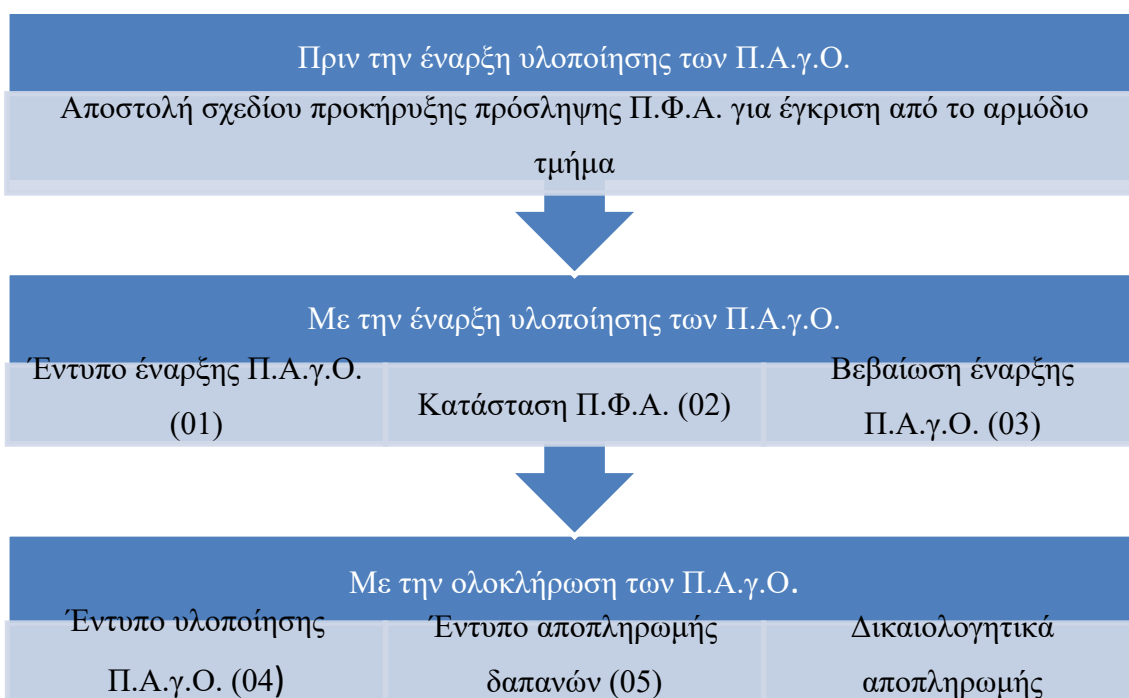 Πριν την έναρξη υλοποίησης των Π.Α.γ.Ο.
Αποστολή σχεδίου προκήρυξης πρόσληψης Π.Φ.Α. για έγκριση από το αρμόδιο
τμήμα
Με την έναρξη υλοποίησης των Π.Α.γ.Ο.
Έντυπο έναρξης Π.Α.γ.Ο.
(01)
Κατάσταση Π.Φ.Α. (02)
Βεβαίωση έναρξης
Π.Α.γ.Ο. (03)
Με την ολοκλήρωση των Π.Α.γ.Ο.
Έντυπο υλοποίησης
Π.Α.γ.Ο. (04)
Έντυπο αποπληρωμής
δαπανών (05)
Δικαιολογητικά
αποπληρωμής